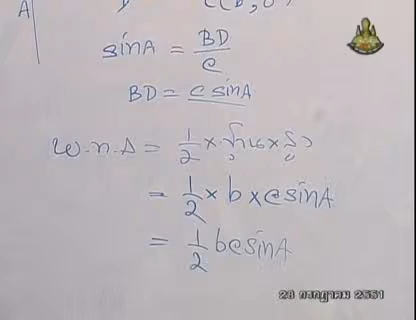 A
sinA = BD/c
BD = c sinA
พ.ท.Δ = 1/2 × ฐาน × สูง
= 1/2 × b × c sinA
= 1/2 bc sinA
28 กรกฎาคม 2551